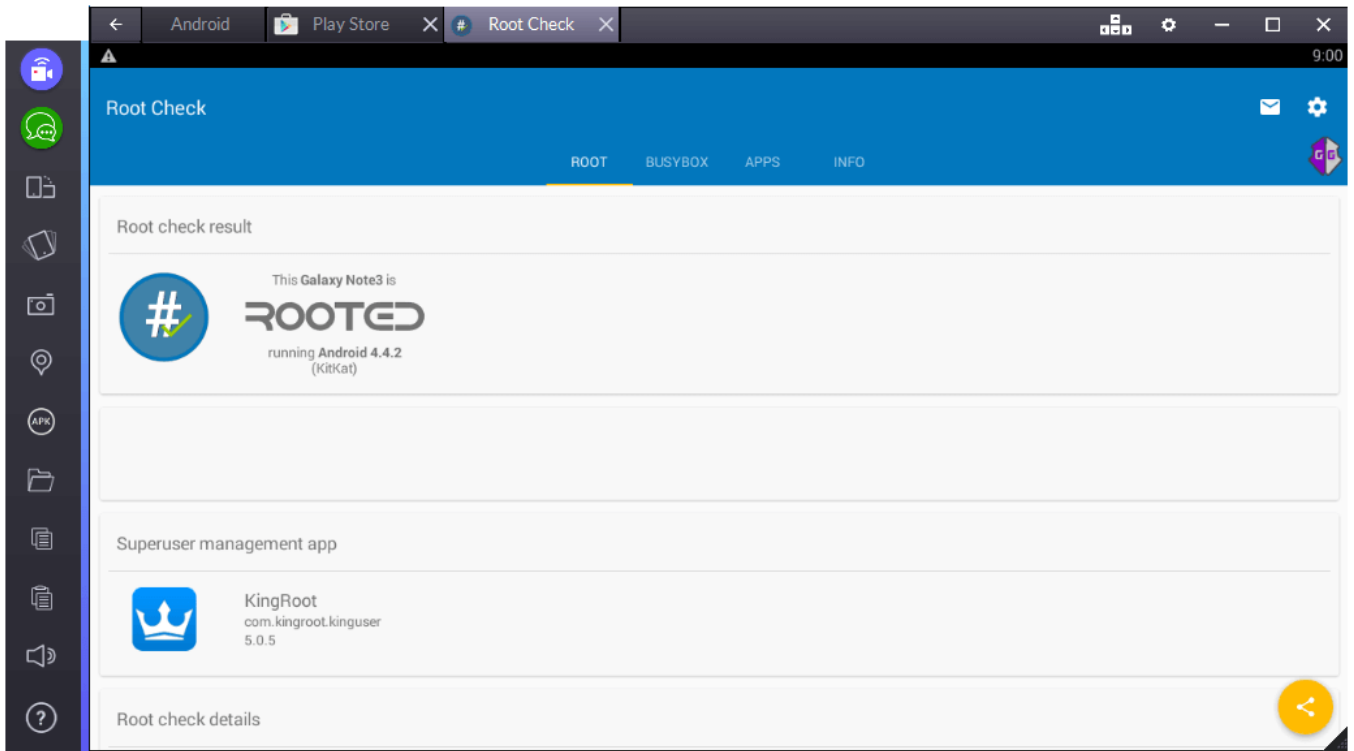 Android
Play Store
Root Check
9:00
Root Check
ROOT
BUSYBOX
APPS
INFO
GG
Root check result
This Galaxy Note3 is
ROOTED
running Android 4.4.2
(KitKat)
Superuser management app
KingRoot
com.kingroot.kinguser
5.0.5
APK
Root check details